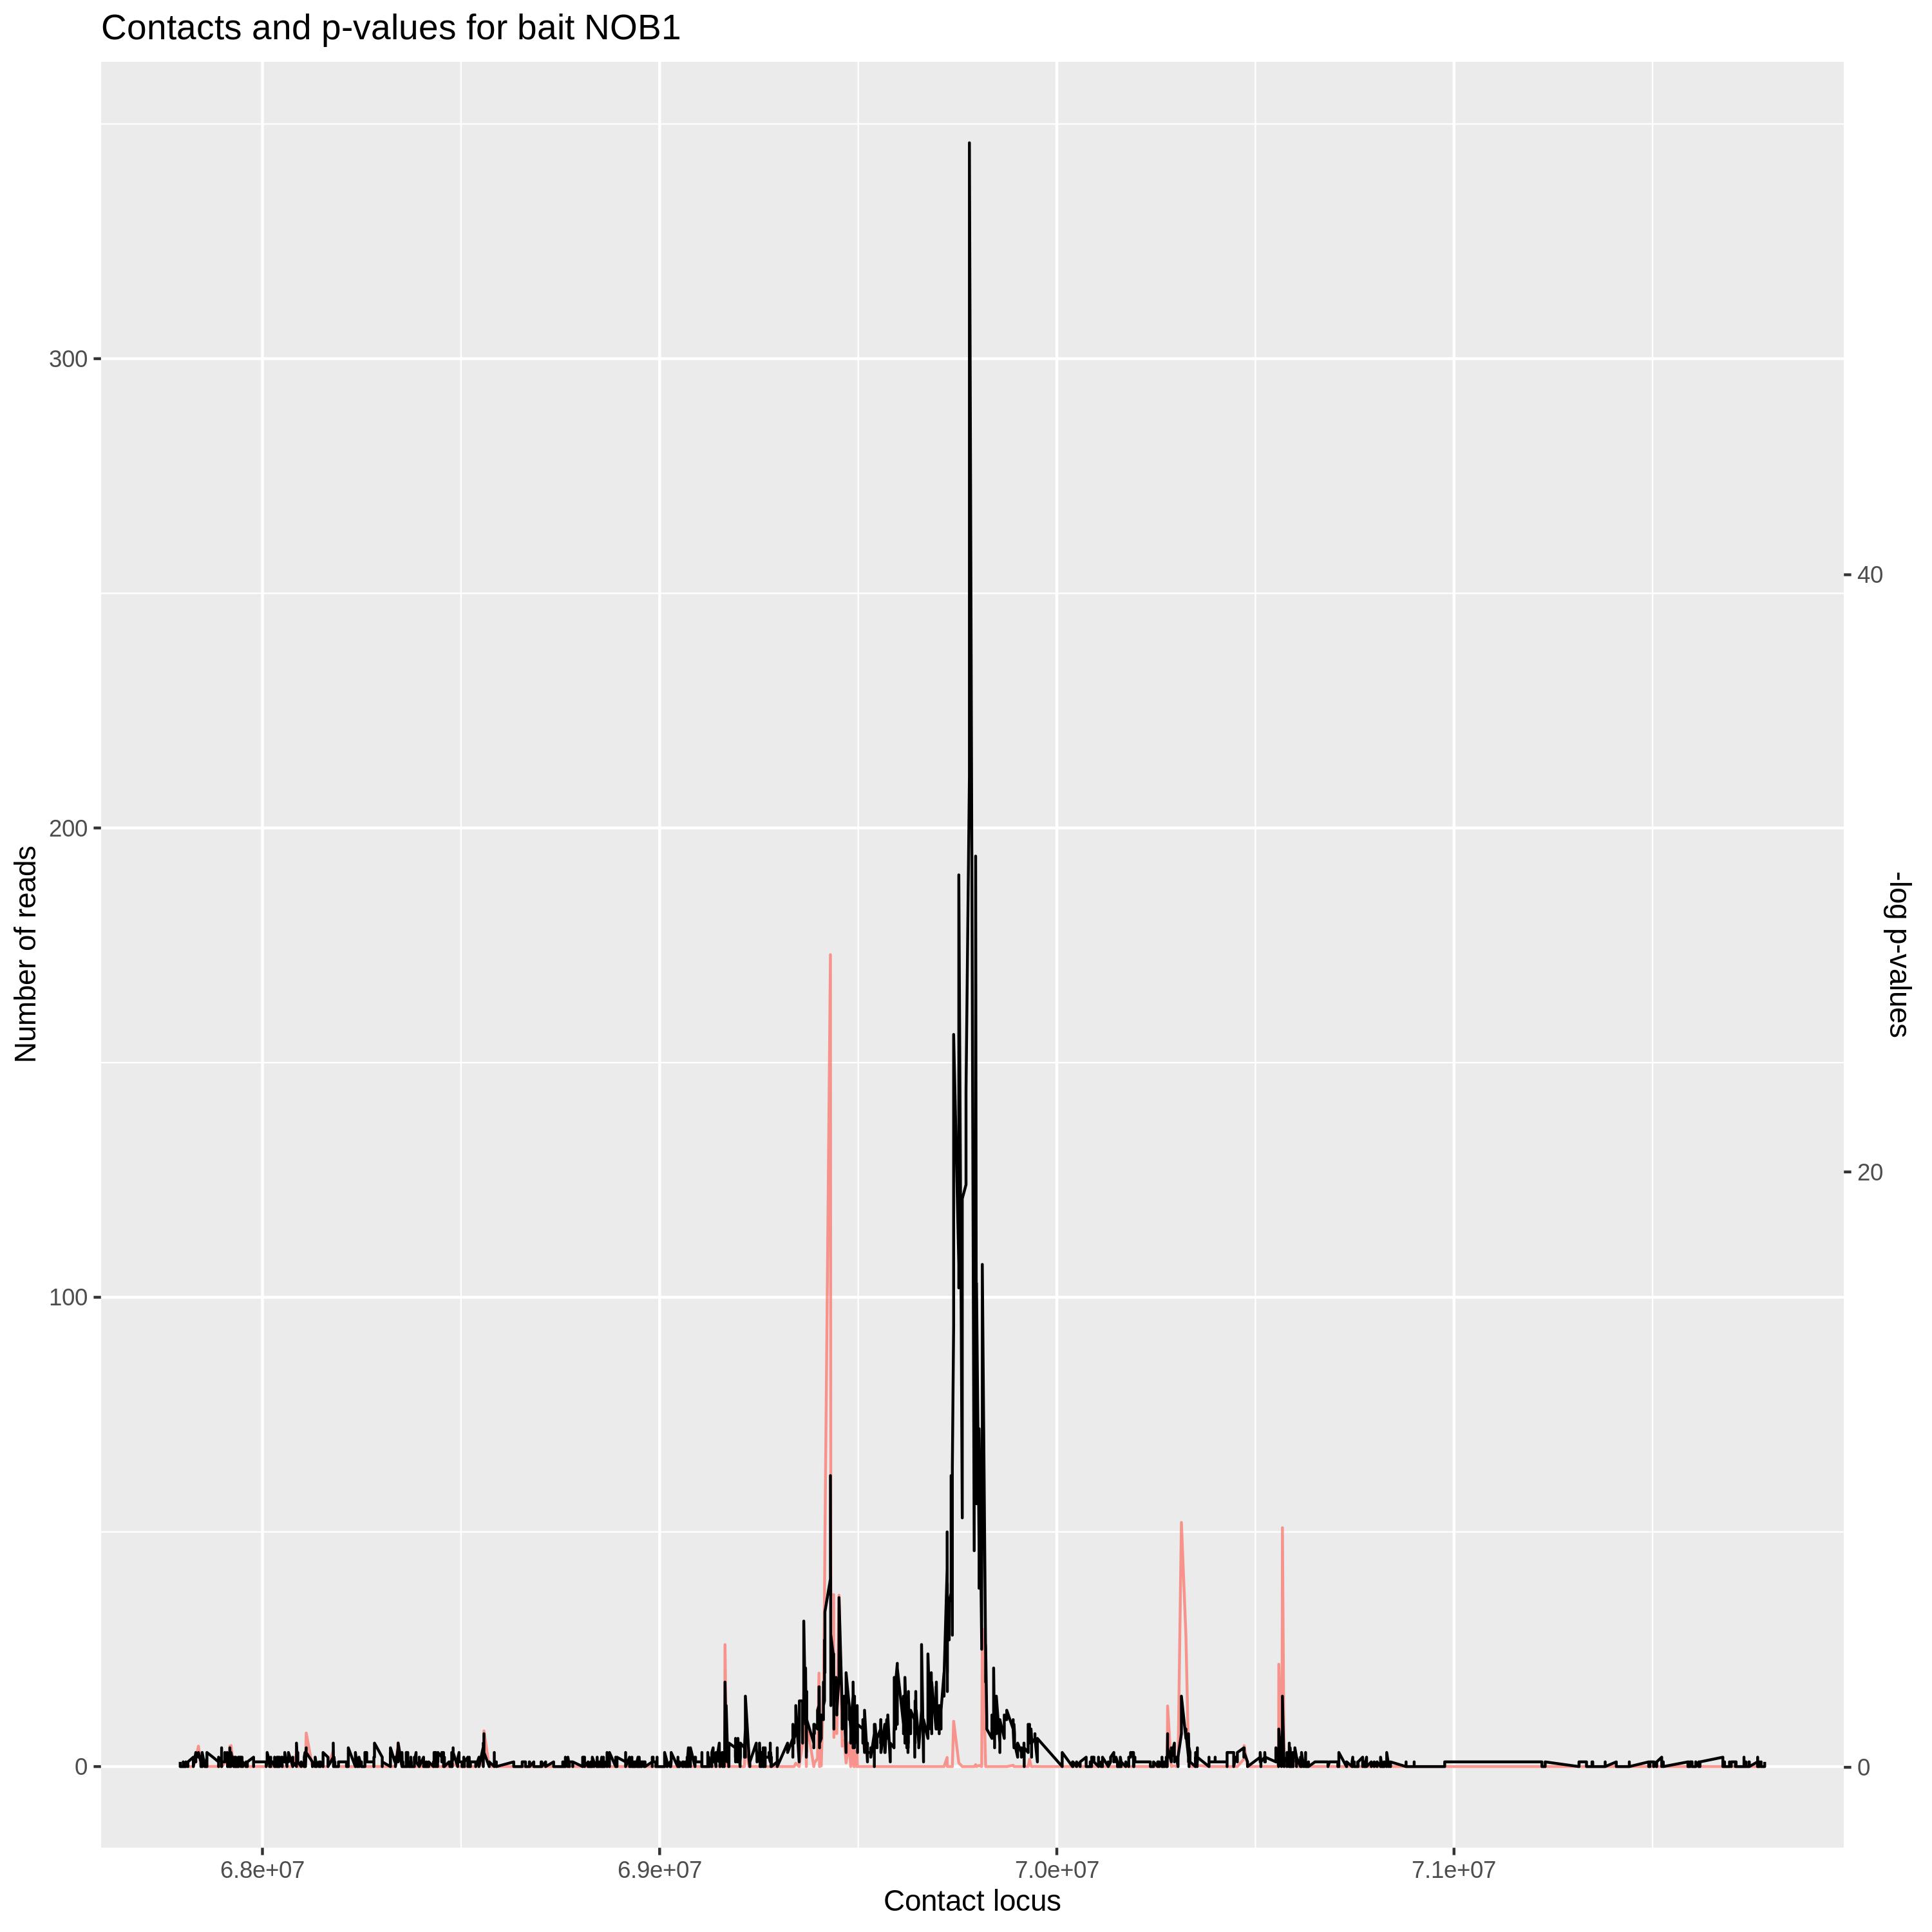 Contacts and p-values for bait NOB1
300
200
100
0
Number of reads
40
20
0
-log p-values
6.8e+07
6.9e+07
7.0e+07
7.1e+07
Contact locus